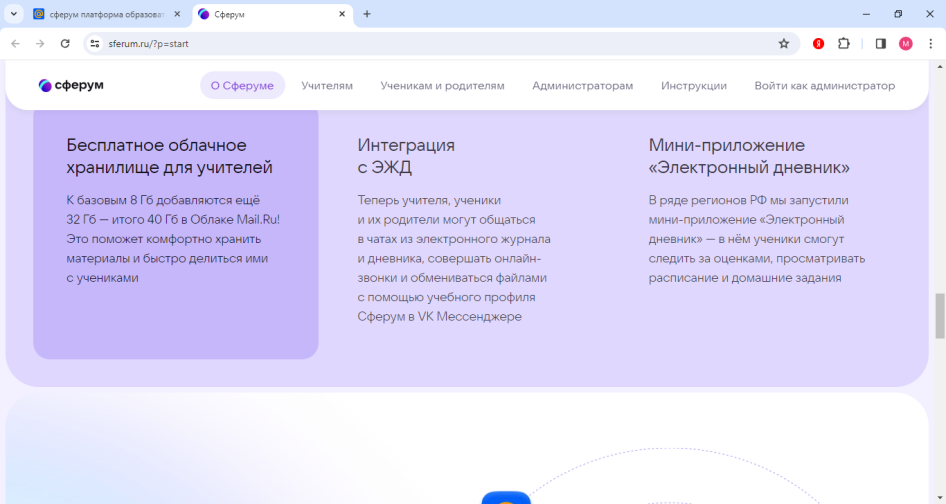 сферум платформа образоват
Сферум
sferum.ru/?p=start
Я
М
сферум
О Сферуме
Учителям
Ученикам и родителям
Администраторам
Инструкции
Войти как администратор
Бесплатное облачное
хранилище для учителей
К базовым 8 Гб добавляются ещё
32 Гб — итого 40 Гб в Облаке Mail.Ru!
Это поможет комфортно хранить
материалы и быстро делиться ими
с учениками
Интеграция
с ЭЖД
Теперь учителя, ученики
и их родители могут общаться
в чатах из электронного журнала
и дневника, совершать онлайн-
звонки и обмениваться файлами
с помощью учебного профиля
Сферум в VK Мессенджере
Мини-приложение
«Электронный дневник»
В ряде регионов РФ мы запустили
мини-приложение «Электронный
дневник» — в нём ученики смогут
следить за оценками, просматривать
расписание и домашние задания